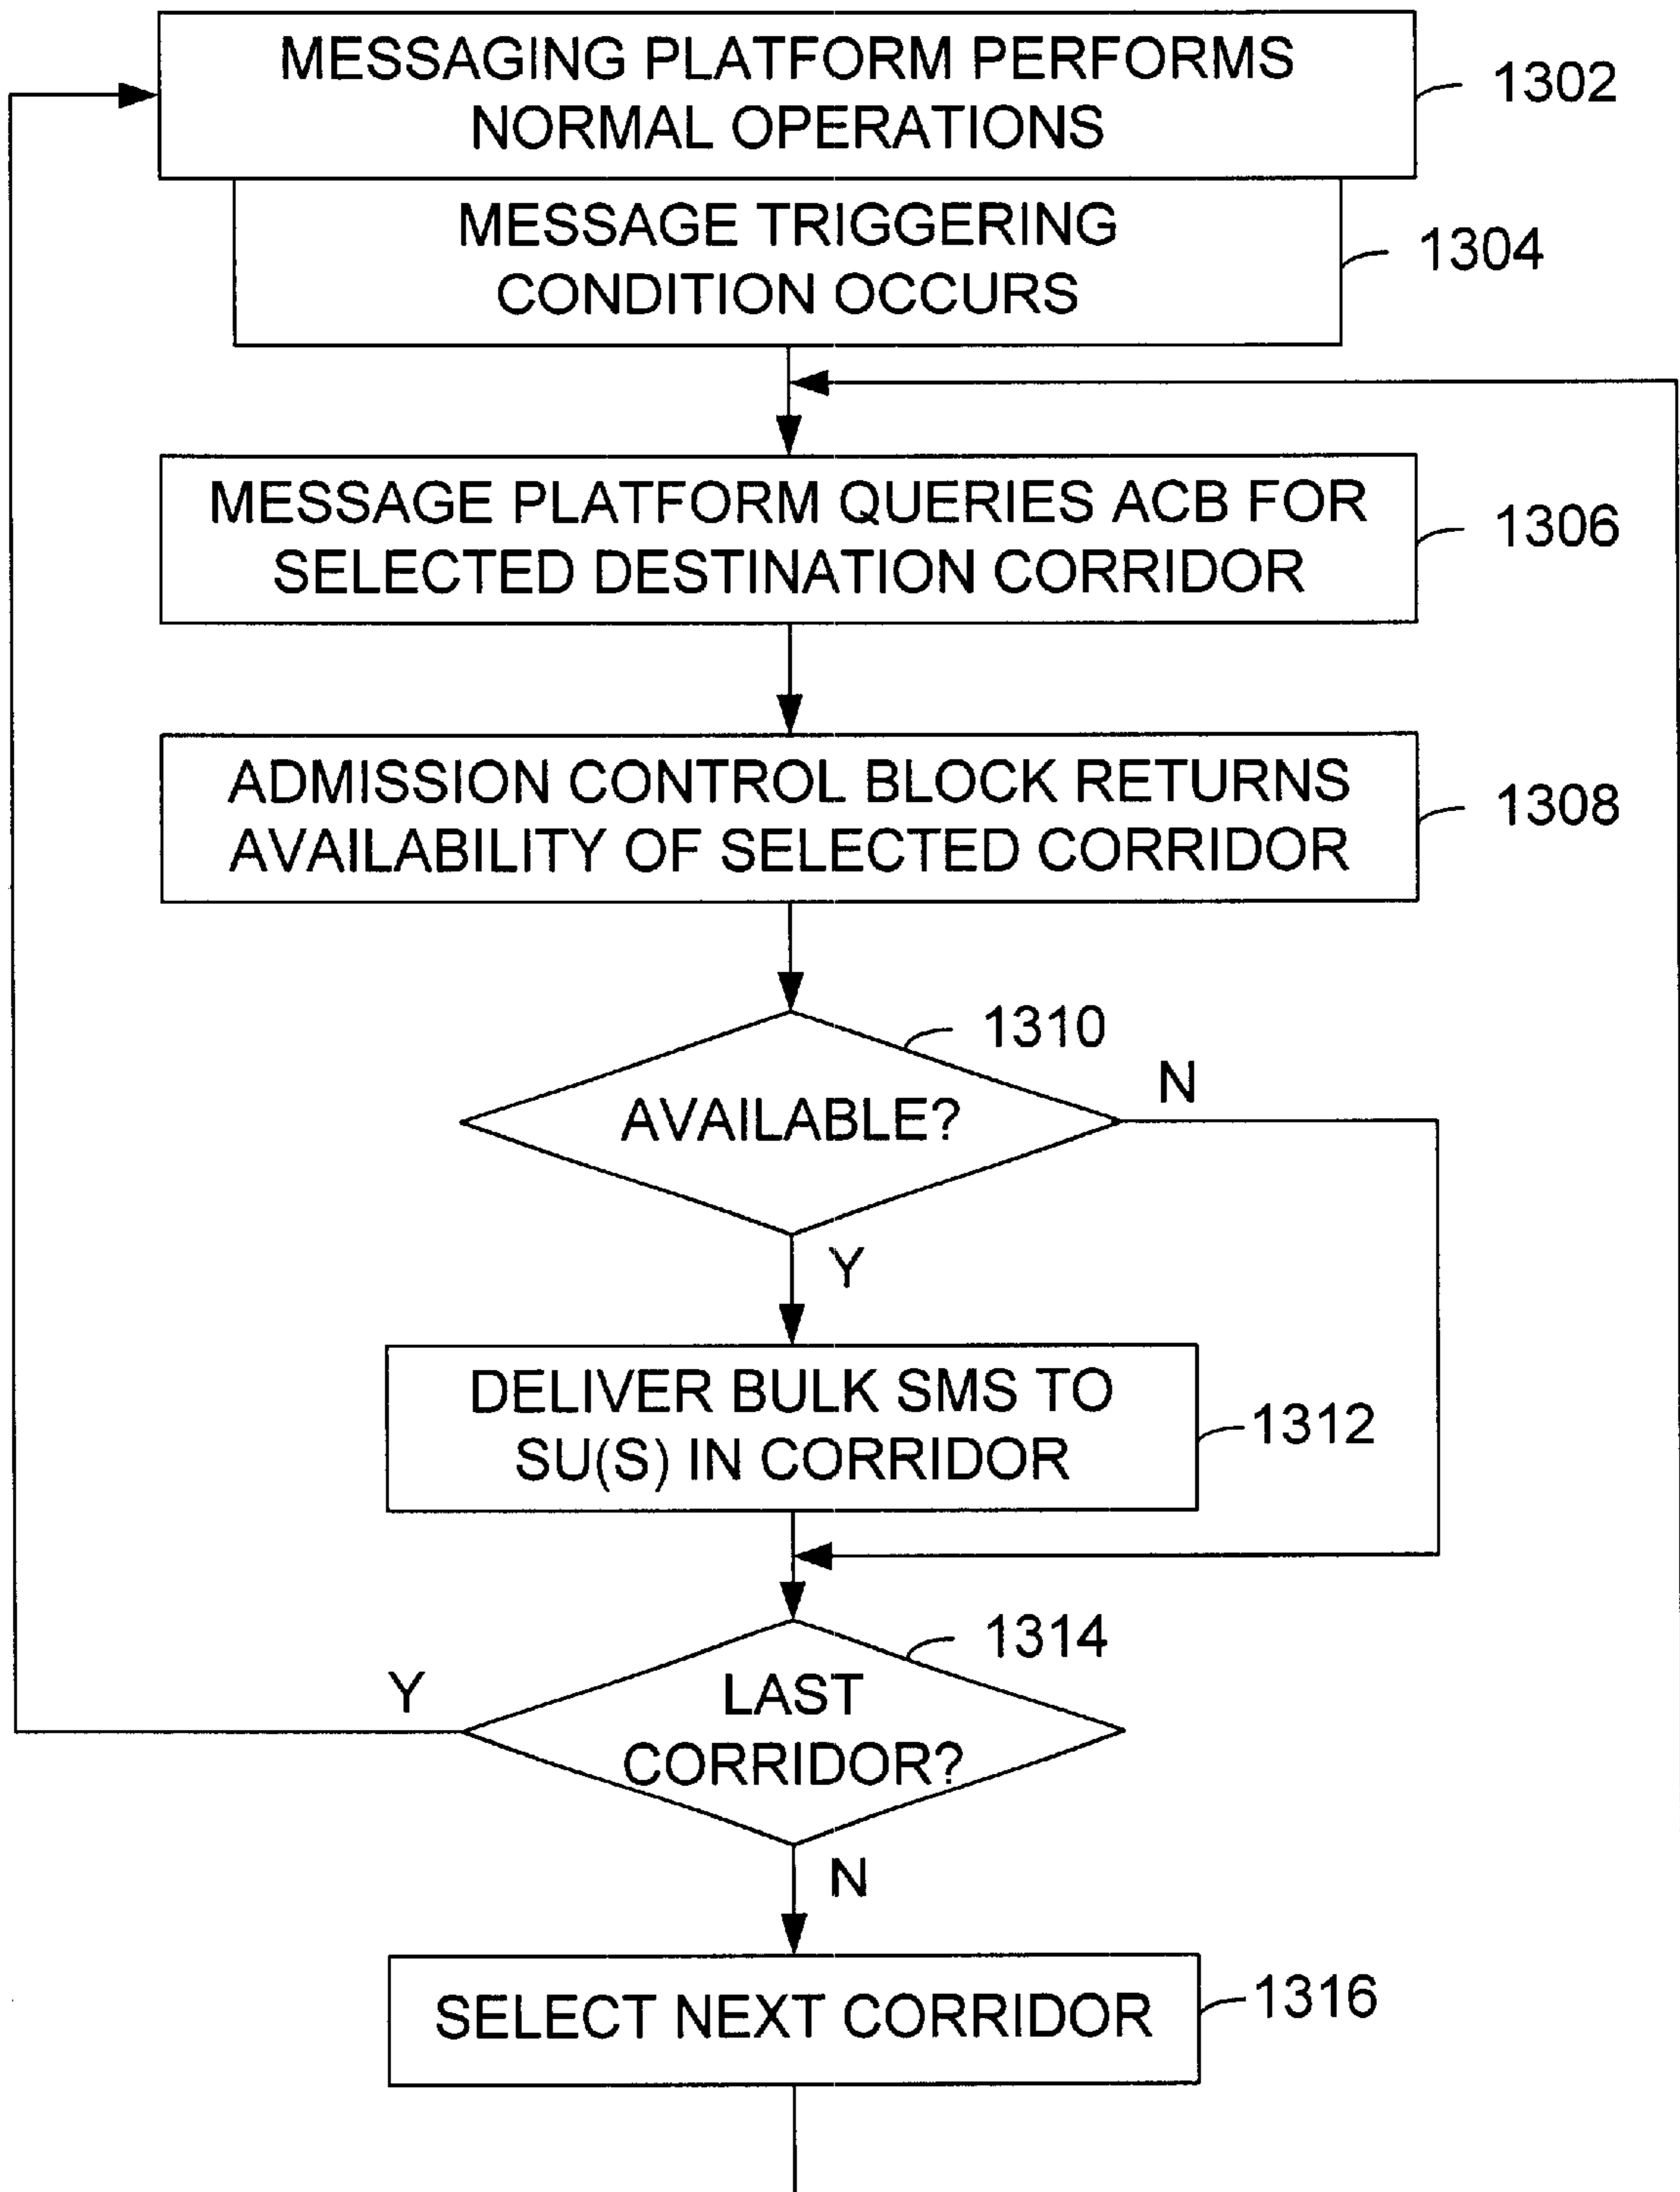 MESSAGING PLATFORM PERFORMS
NORMAL OPERATIONS
1302
MESSAGE TRIGGERING
CONDITION OCCURS
1304
MESSAGE PLATFORM QUERIES ACB FOR
SELECTED DESTINATION CORRIDOR
1306
ADMISSION CONTROL BLOCK RETURNS
AVAILABILITY OF SELECTED CORRIDOR
1308
1310
AVAILABLE?
N
Y
DELIVER BULK SMS TO
SU(S) IN CORRIDOR
1312
1314
LAST
CORRIDOR?
Y
N
SELECT NEXT CORRIDOR
1316